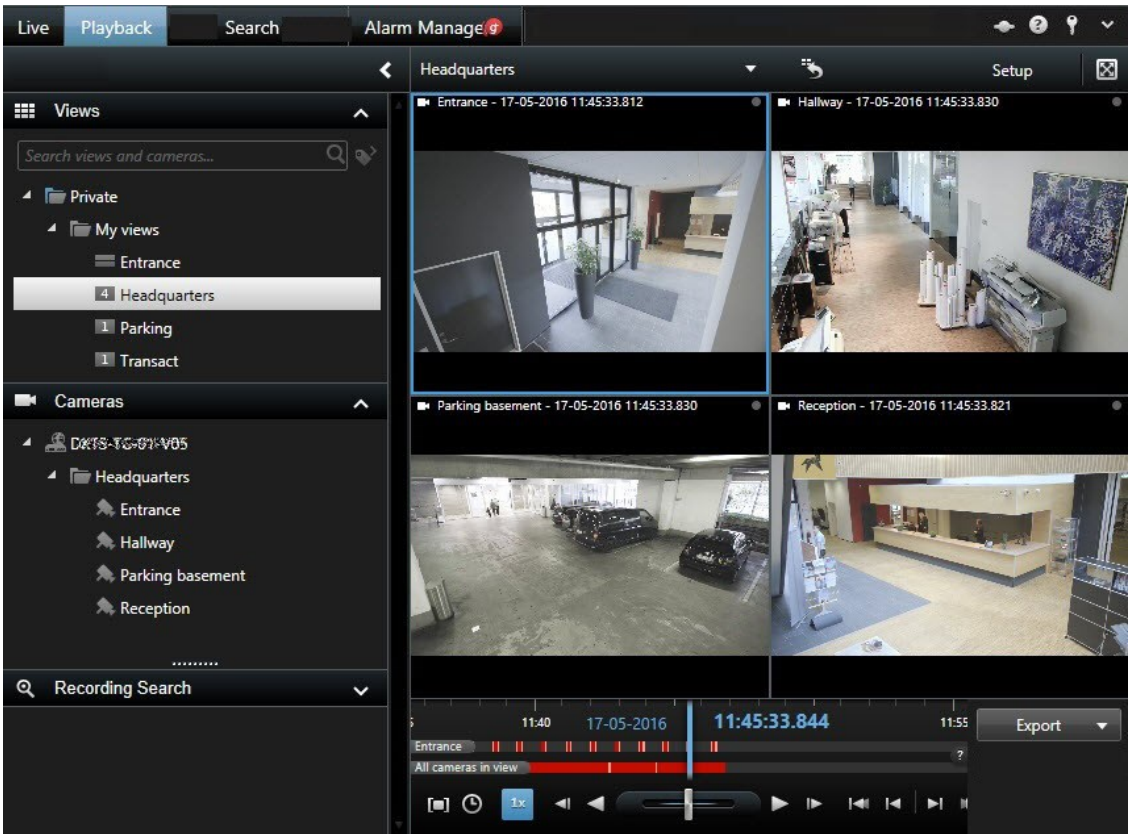 Live Playback Search Alarm Manage
Headquarters Setup
Views
Search views and cameras...
Private
My views
Entrance
4 Headquarters
1 Parking
1 Transact
Cameras
Headquarters
Entrance
Hallway
Parking basement
Reception
Recording Search
Entrance - 17-05-2016 11:45:33.812
Hallway - 17-05-2016 11:45:33.830
Parking basement - 17-05-2016 11:45:33.830
Reception - 17-05-2016 11:45:33.821
11:40 17-05-2016 11:45:33.844 11:55
Entrance
All cameras in view
?
1x
Export